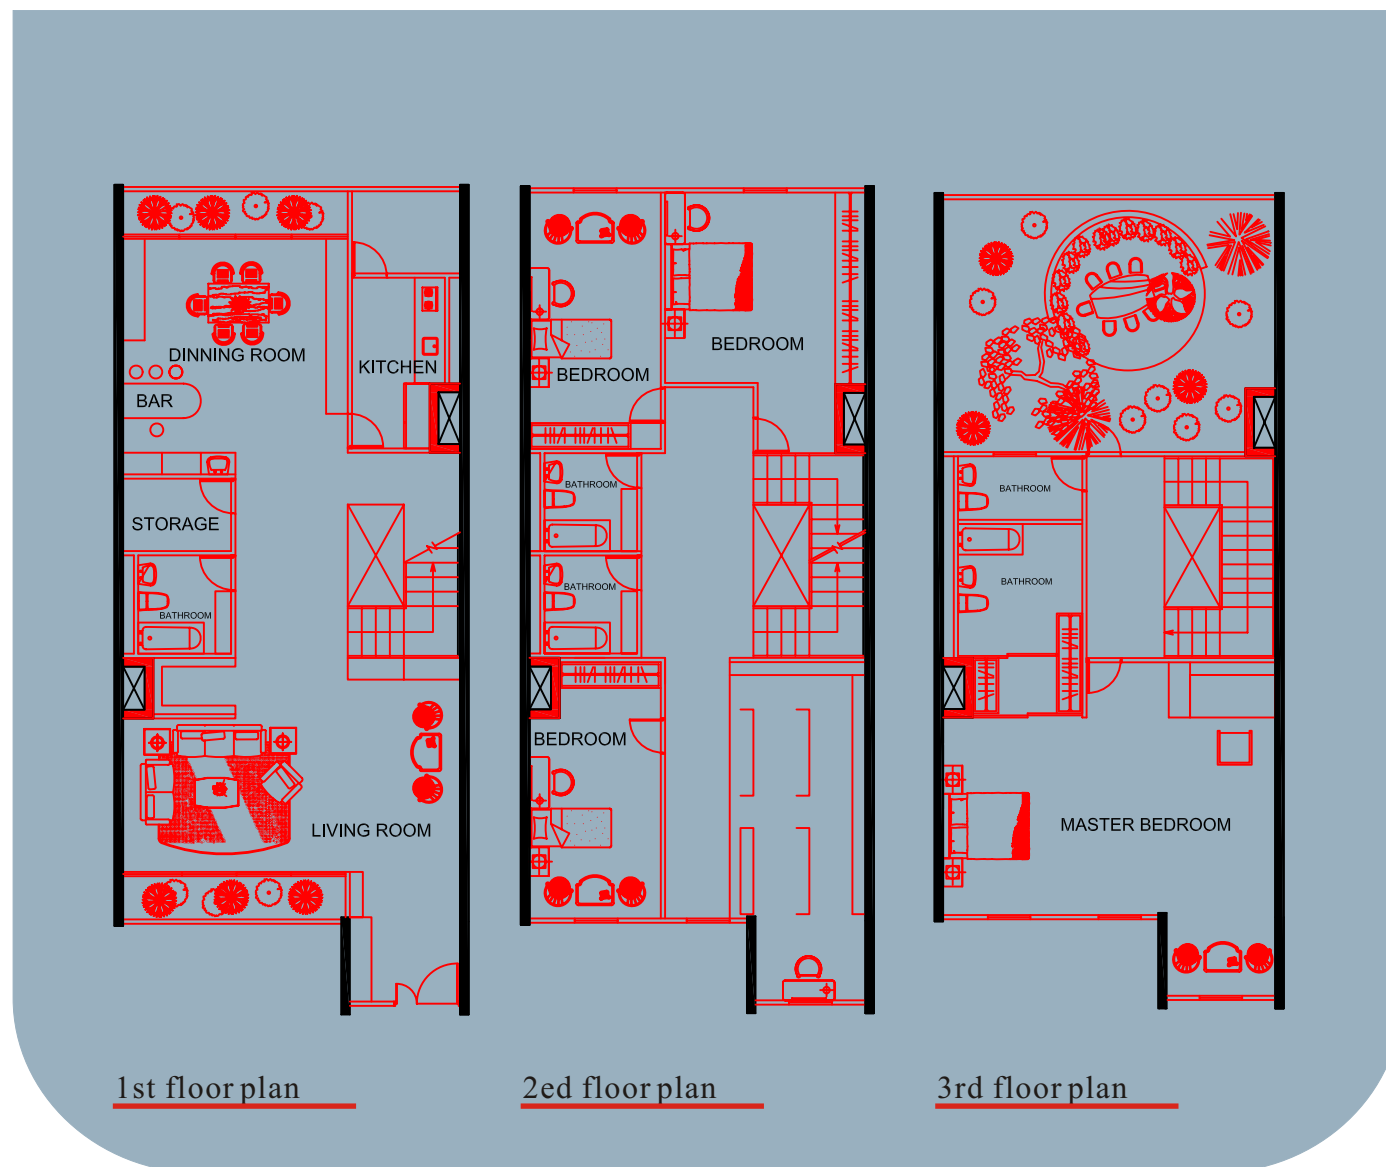 DINNING ROOM
KITCHEN
BAR
STORAGE
BATHROOM
LIVING ROOM
1st floor plan
BEDROOM
BEDROOM
BATHROOM
BATHROOM
BEDROOM
2ed floor plan
BATHROOM
BATHROOM
MASTER BEDROOM
3rd floor plan